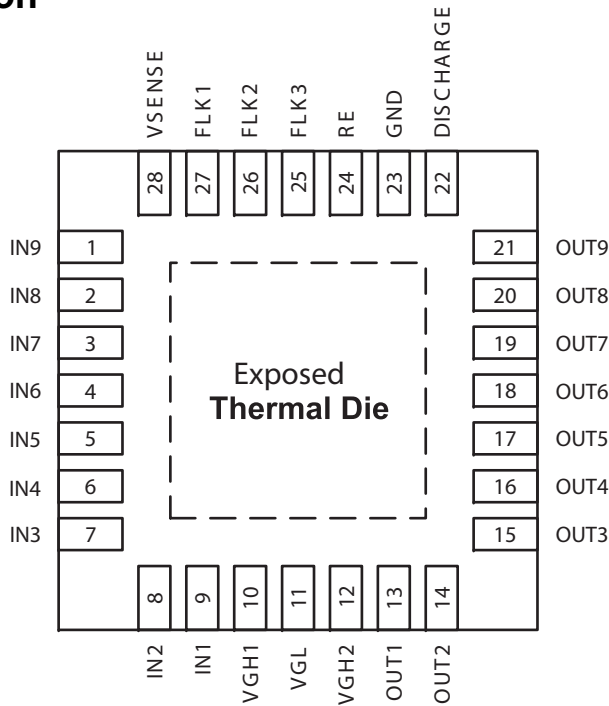 VSENSE
FLK1
FLK2
FLK3
RE
GND
DISCHARGE
28
27
26
25
24
23
22
IN9 1
IN8 2
IN7 3
IN6 4
IN5 5
IN4 6
IN3 7
21 OUT9
20 OUT8
19 OUT7
18 OUT6
17 OUT5
16 OUT4
15 OUT3
Exposed
Thermal Die
8
9
10
11
12
13
14
IN2
IN1
VGH1
VGL
VGH2
OUT1
OUT2